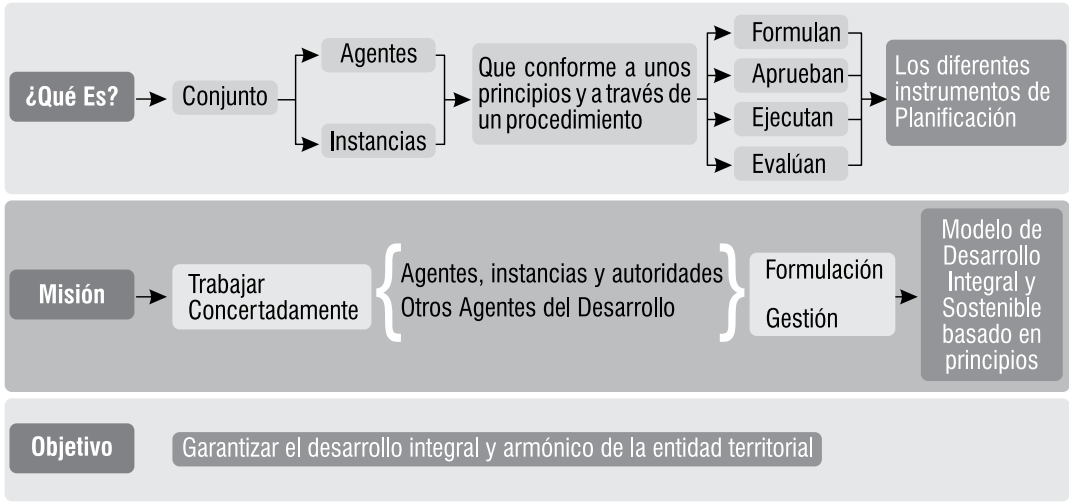 ¿Qué Es?
Conjunto
Agentes
Instancias
Que conforme a unos
principios y a través de
un procedimiento
Formulan
Aprueban
Ejecutan
Evalúan
Los diferentes
instrumentos de
Planificación
Misión
Trabajar
Concertadamente
Agentes, instancias y autoridades
Otros Agentes del Desarrollo
Formulación
Gestión
Modelo de
Desarrollo
Integral y
Sostenible
basado en
principios
Objetivo
Garantizar el desarrollo integral y armónico de la entidad territorial